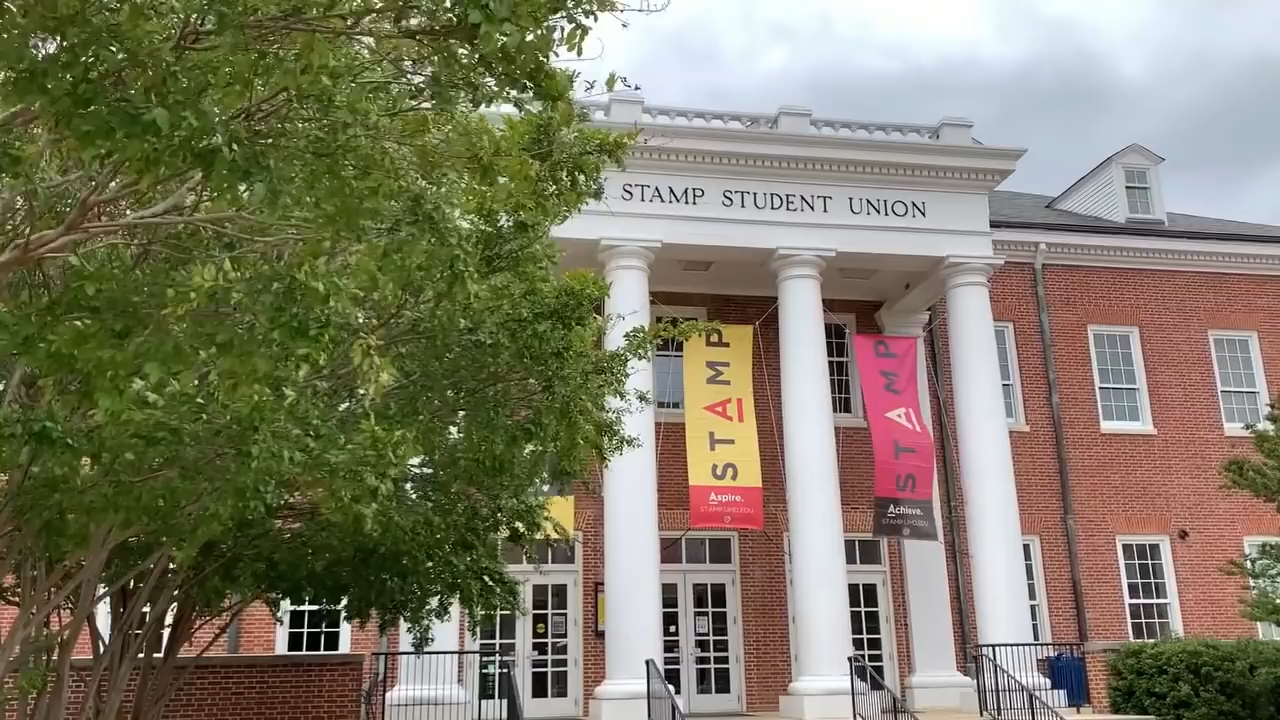 STAMP STUDENT UNION
STAMP
Aspire.
STAMP.UMD.EDU
STAMP
Achieve.
STAMP.UMD.EDU